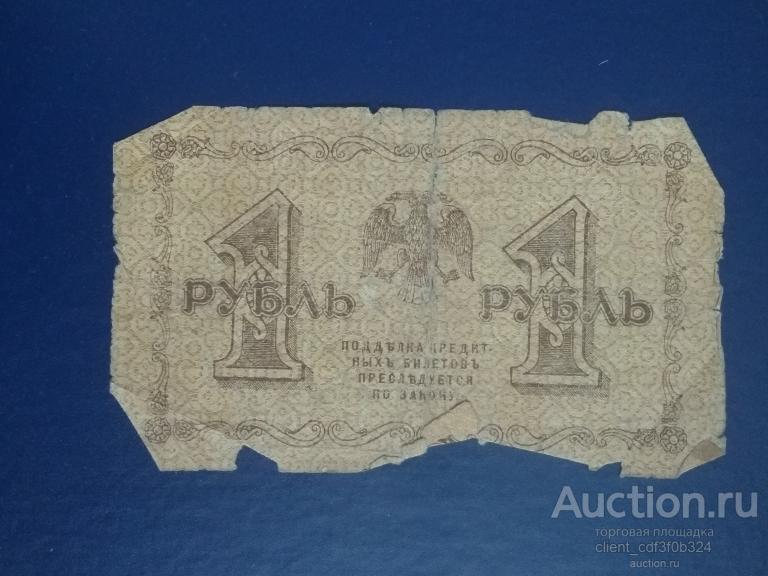 1 1
РУБЛЬ РУБЛЬ
ПОДДѢЛКА КРЕДИТ-
НЫХЪ БИЛЕТОВЪ
ПРЕСЛѢДУЕТСЯ
ПО ЗАКОНУ.
Auction.ru
торговая площадка
client_cdf3f0b324
auction.ru